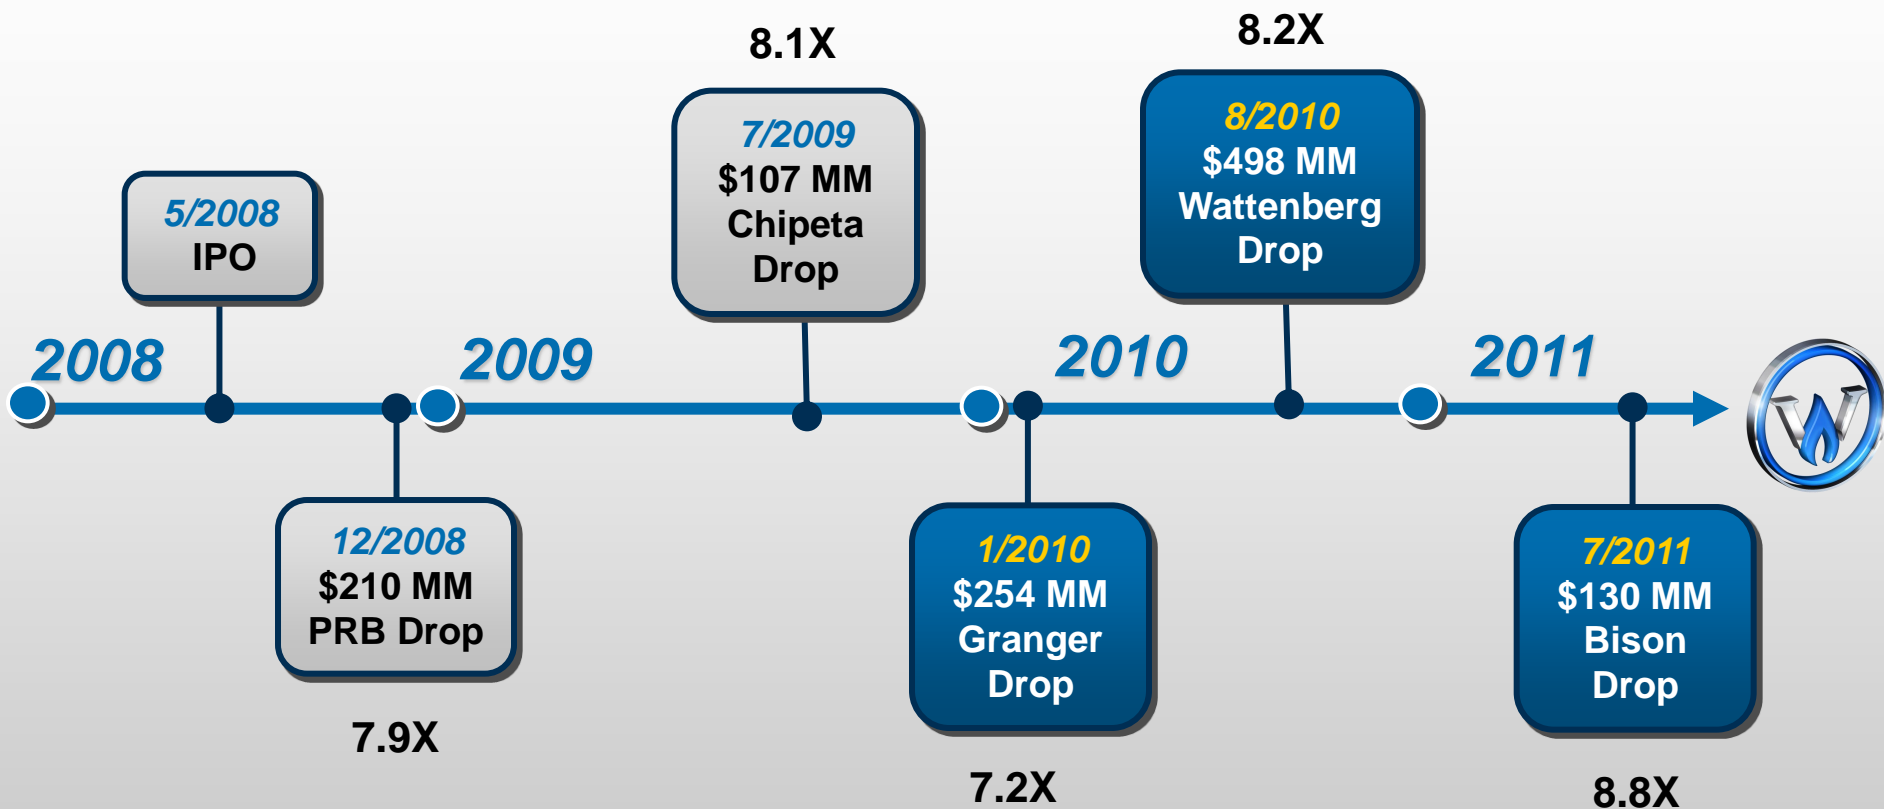 8.1X
8.2X
7/2009
$107 MM
Chipeta
Drop
8/2010
$498 MM
Wattenberg
Drop
5/2008
IPO
2008
2009
2010
2011
W
12/2008
$210 MM
PRB Drop
7.9X
1/2010
$254 MM
Granger
Drop
7.2X
7/2011
$130 MM
Bison
Drop
8.8X